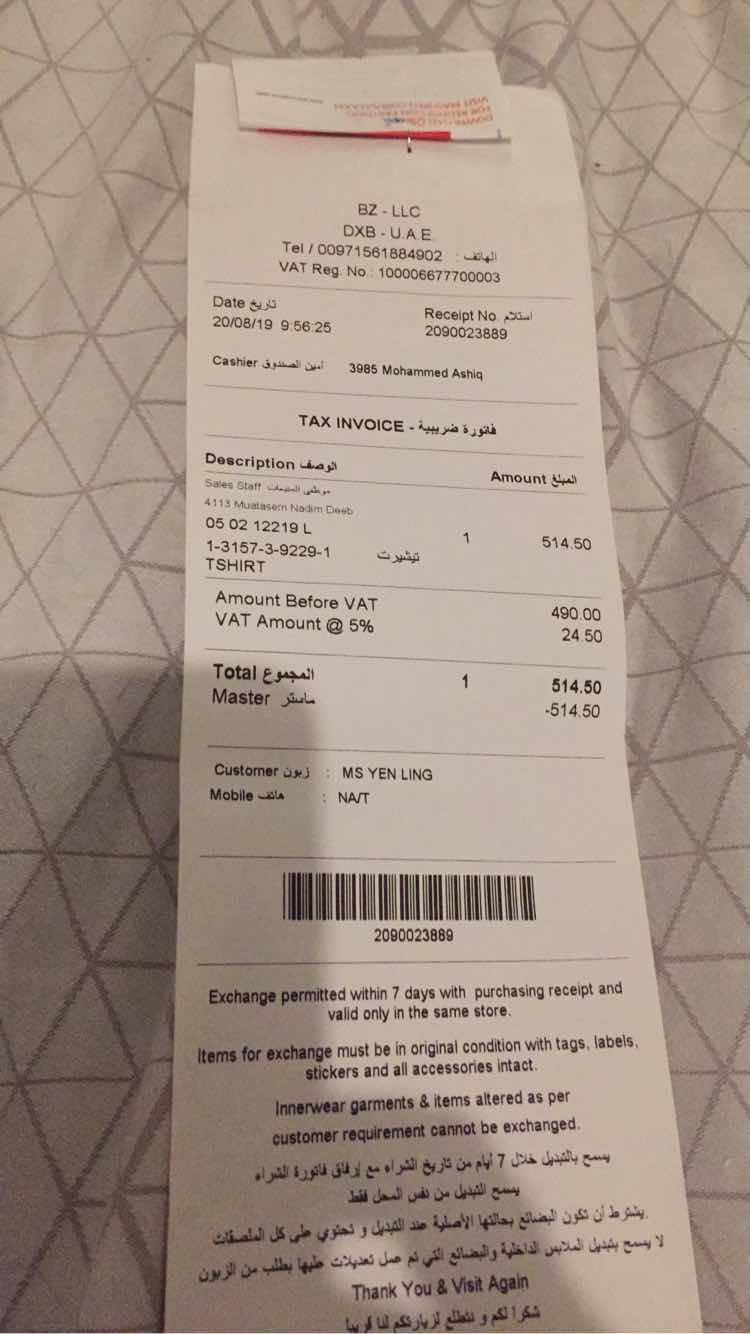 BZ - LLC
DXB - U.A.E.
Tel / 00971561884902 : الهاتف
VAT Reg. No.: 100006677700003
Date تاريخ
20/08/19 9:56:25
Receipt No. استلام
2090023889
Cashier أمين الصندوق 3985 Mohammed Ashiq
TAX INVOICE - فاتورة ضريبية
Description الوصف Amount المبلغ
Sales Staff موظفى المبيعات
4113 Muatasem Nadim Deeb
05 02 12219 L 1 514.50
1-3157-3-9229-1 تيشيرت
TSHIRT
Amount Before VAT 490.00
VAT Amount @ 5% 24.50
Total المجموع 1 514.50
Master ماستر -514.50
Customer زبون : MS YEN LING
Mobile هاتف : NA/T
2090023889
Exchange permitted within 7 days with purchasing receipt and
valid only in the same store.
Items for exchange must be in original condition with tags, labels,
stickers and all accessories intact.
Innerwear garments & items altered as per
customer requirement cannot be exchanged.
يسمح بالتبديل خلال 7 أيام من تاريخ الشراء مع إرفاق فاتورة الشراء
يسمح التبديل من نفس المحل فقط
يشترط أن تكون البضائع بحالتها الأصلية عند التبديل و تحتوي على كل الملصقات
لا يسمح بتبديل الملابس الداخلية والبضائع التي تم عمل تعديلات عليها بطلب من الزبون
Thank You & Visit Again
شكرا لكم و نتطلع لزيارتكم لنا قريبا